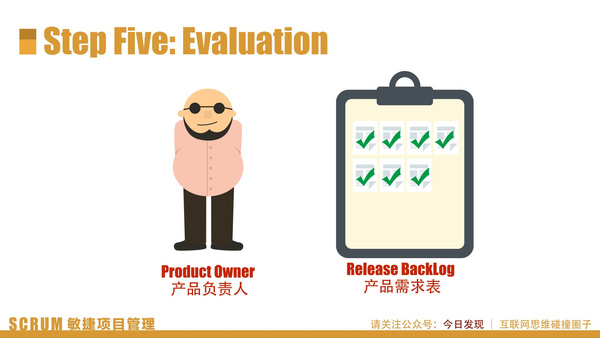 Step Five: Evaluation
Product Owner
产品负责人
Release BackLog
产品需求表
SCRUM 敏捷项目管理
请关注公众号：今日发现 | 互联网思维碰撞圈子